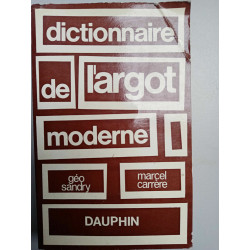 dictionnaire
de l'argot
moderne
géo sandry marcel carrère
DAUPHIN